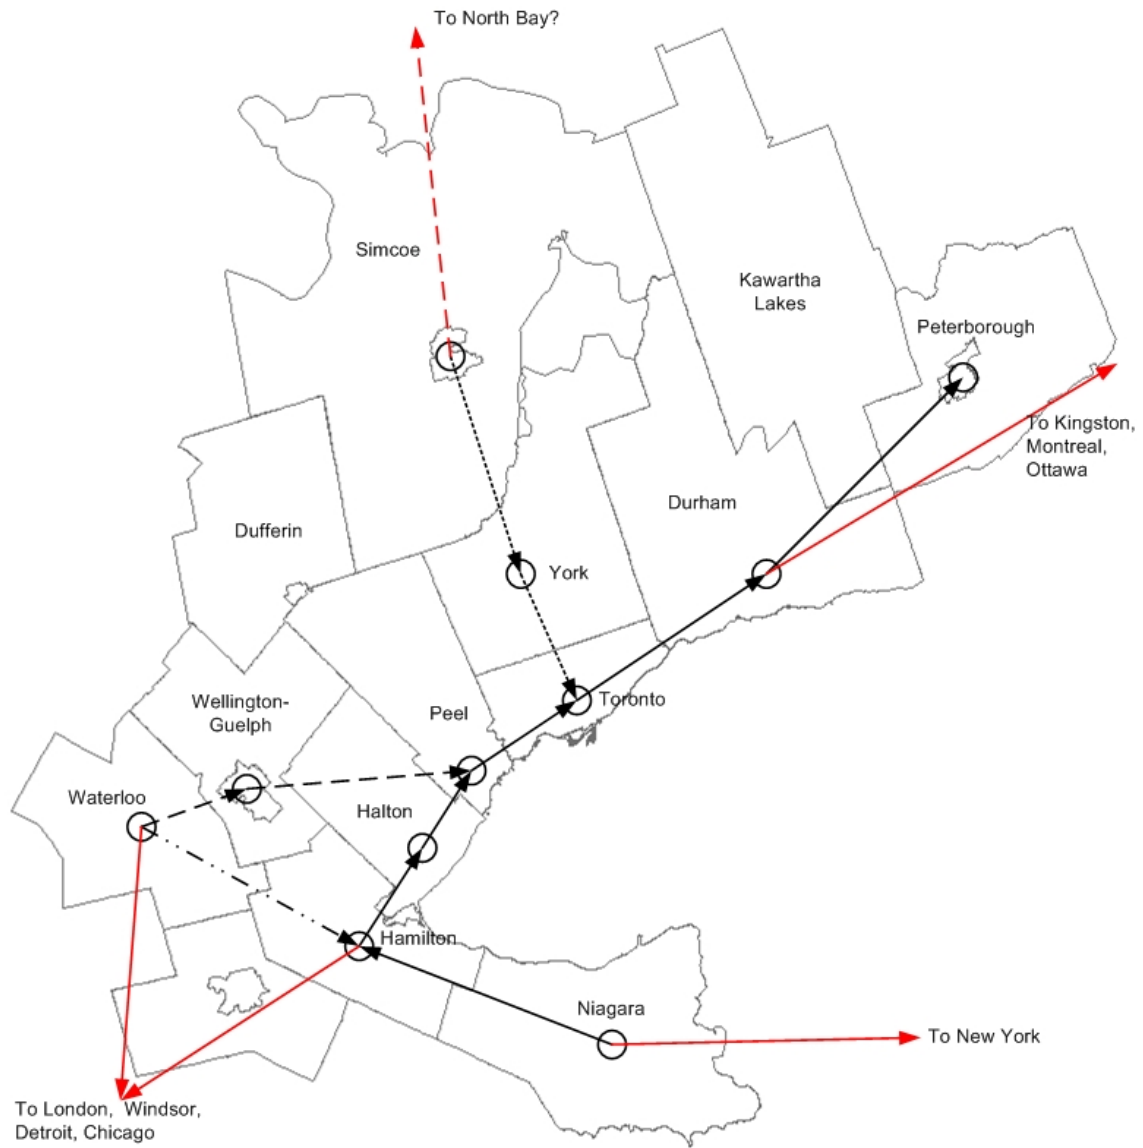 To North Bay?
Simcoe
Kawartha
Lakes
Peterborough
To Kingston,
Montreal,
Ottawa
Durham
Dufferin
York
Wellington-
Guelph
Peel
Toronto
Waterloo
Halton
Hamilton
Niagara
To New York
To London, Windsor,
Detroit, Chicago